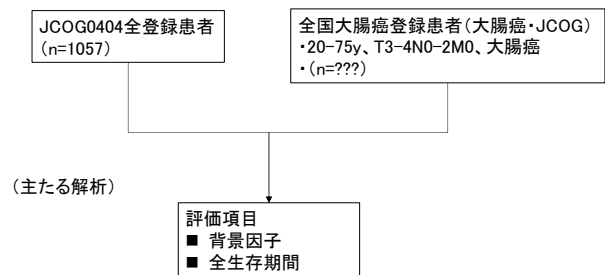 JCOG0404全登録患者
(n=1057)
全国大腸癌登録患者(大腸癌・JCOG)
・20-75y、T3-4N0-2M0、大腸癌
・(n=???)
(主たる解析)
評価項目
■ 背景因子
■ 全生存期間